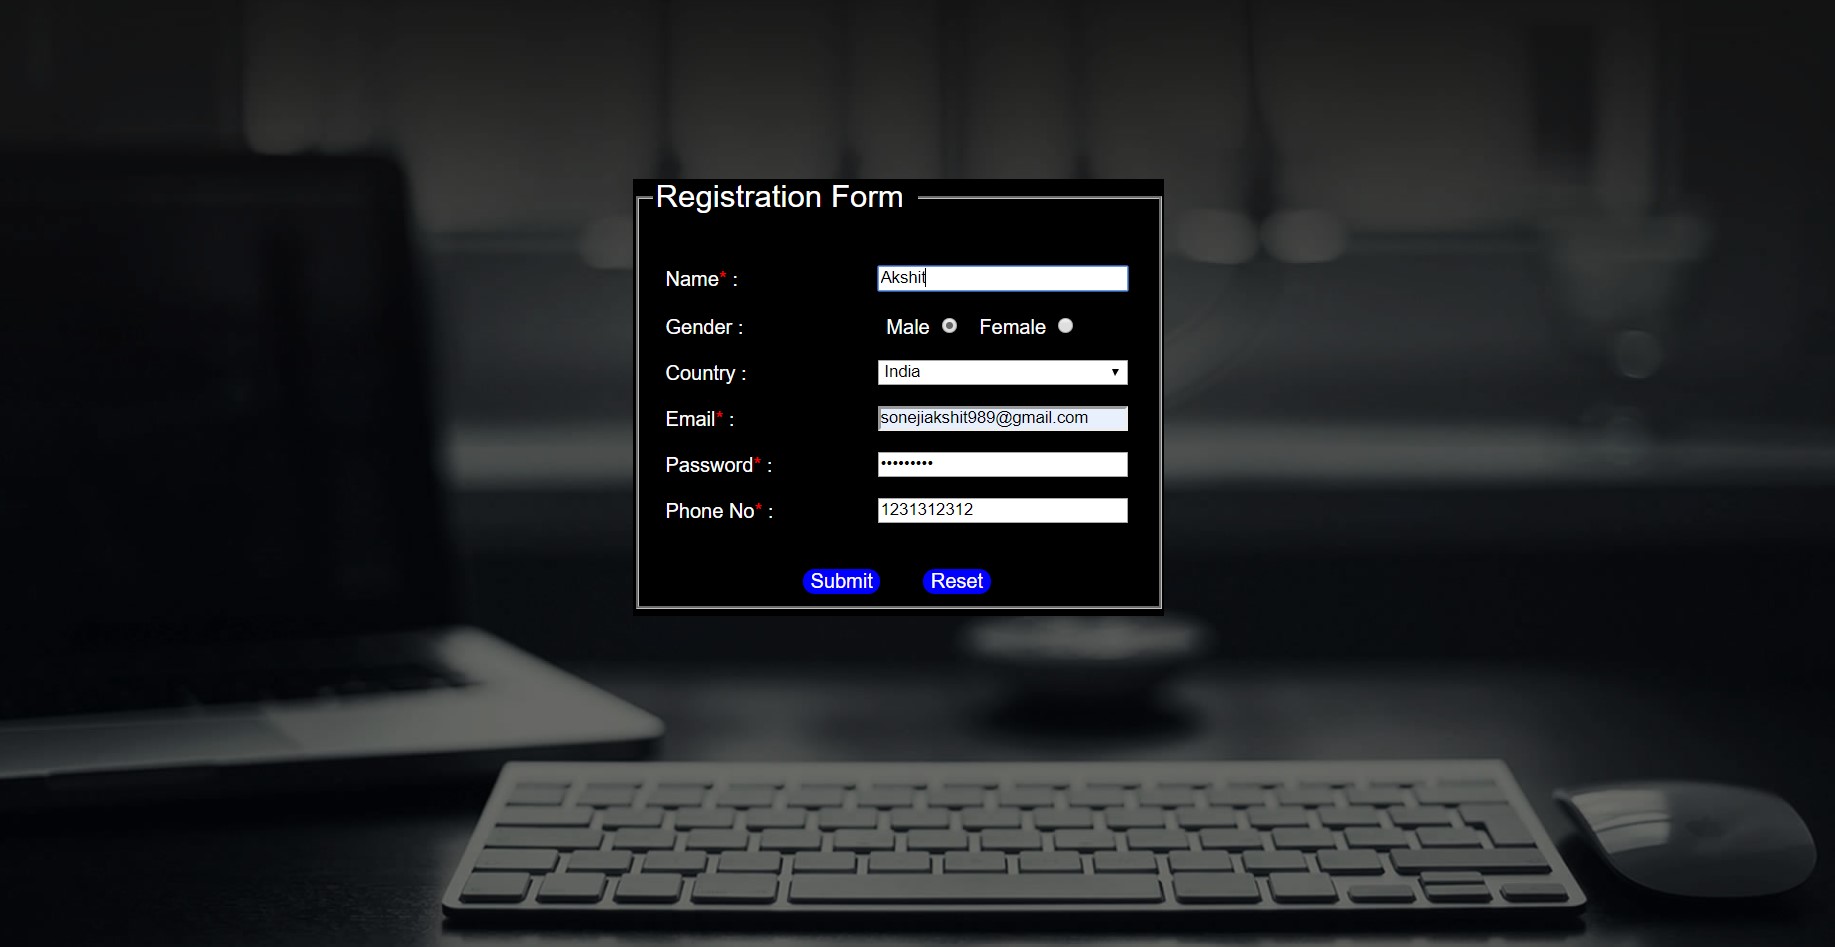 Registration Form
Name* : Akshit
Gender : Male Female
Country : India
Email* : sonejiakshit989@gmail.com
Password* : •••••••••
Phone No* : 1231312312
Submit Reset